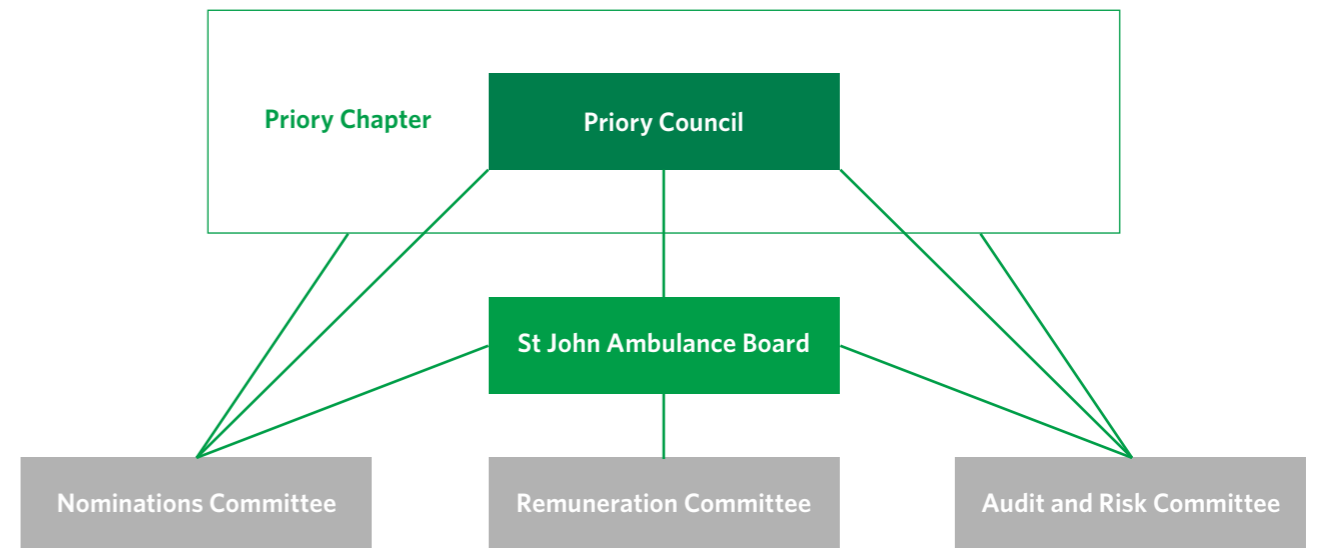 Priory Chapter
Priory Council
St John Ambulance Board
Nominations Committee
Remuneration Committee
Audit and Risk Committee